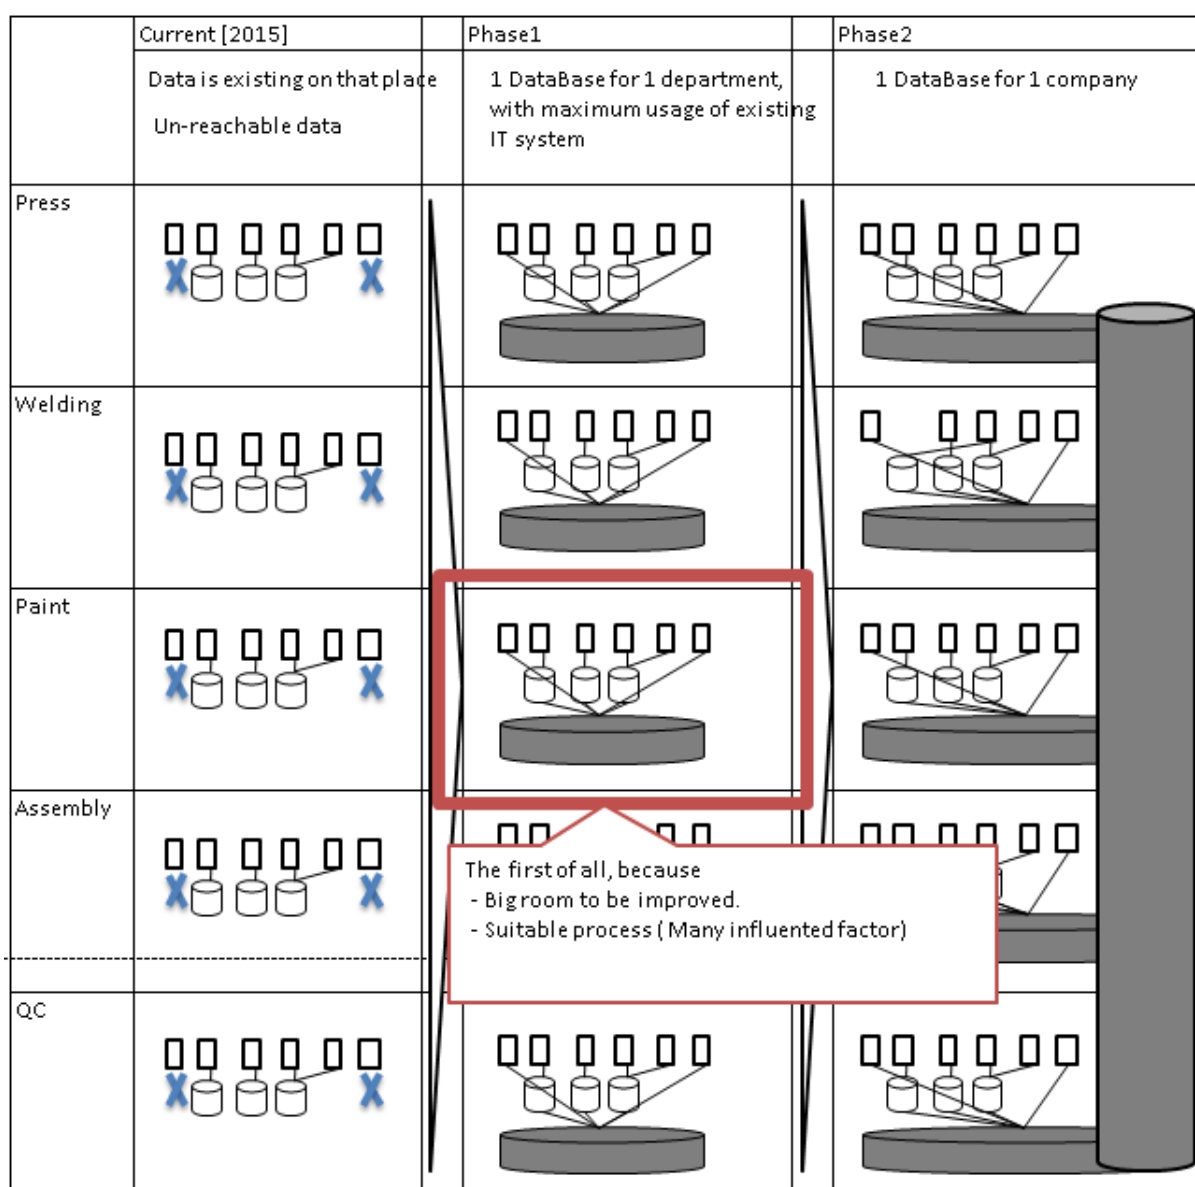 Current [2015]
Phase1
Phase2
Data is existing on that place
Un-reachable data
1 DataBase for 1 department,
with maximum usage of existing
IT system
1 DataBase for 1 company
Press
Welding
Paint
Assembly
The first of all, because
- Big room to be improved.
- Suitable process ( Many influented factor)
QC